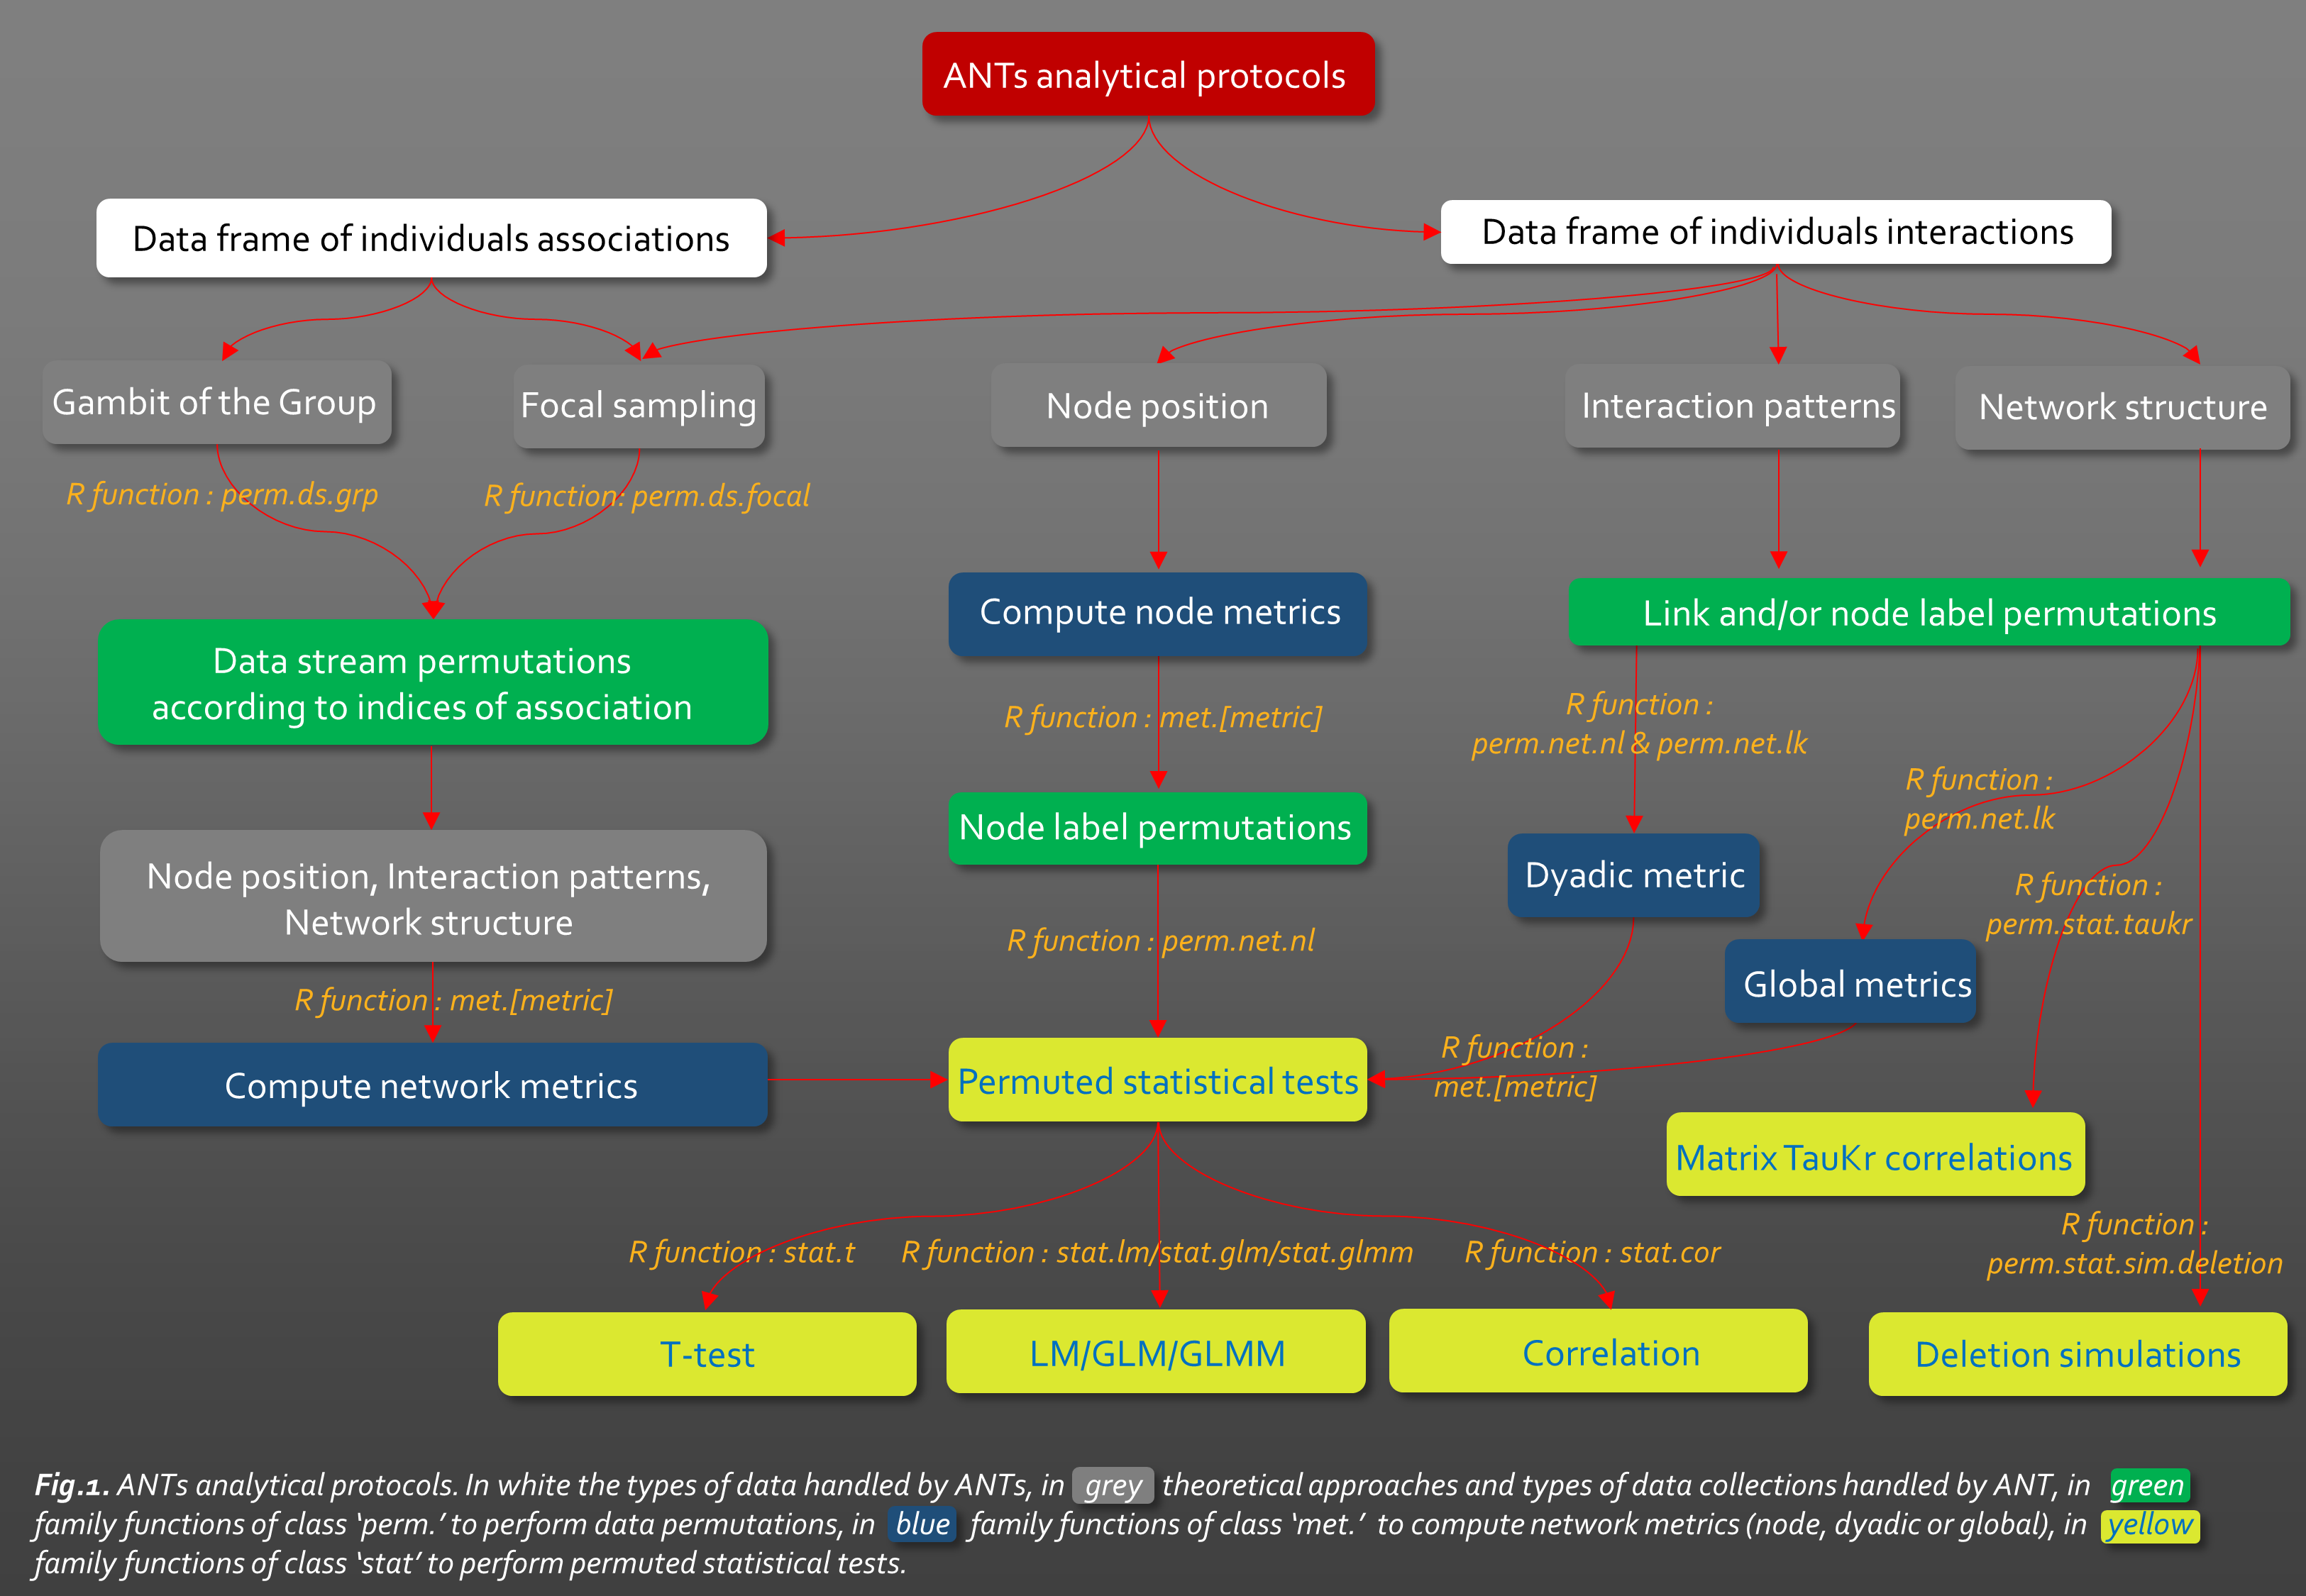 ANTs analytical protocols
Data frame of individuals associations
Data frame of individuals interactions
Gambit of the Group
Focal sampling
Node position
Interaction patterns
Network structure
R function : perm.ds.grp
R function: perm.ds.focal
Compute node metrics
Link and/or node label permutations
Data stream permutations
according to indices of association
R function : met.[metric]
R function :
perm.net.nl & perm.net.lk
R function :
perm.net.lk
Node label permutations
Dyadic metric
R function :
perm.stat.taukr
Node position, Interaction patterns,
Network structure
R function : perm.net.nl
Global metrics
R function : met.[metric]
Compute network metrics
Permuted statistical tests
R function :
met.[metric]
Matrix TauKr correlations
R function : stat.t
R function : stat.lm/stat.glm/stat.glmm
R function : stat.cor
R function :
perm.stat.sim.deletion
T-test
LM/GLM/GLMM
Correlation
Deletion simulations
Fig.1. ANTs analytical protocols. In white the types of data handled by ANTs, in grey theoretical approaches and types of data collections handled by ANT, in green
family functions of class ‘perm.’ to perform data permutations, in blue family functions of class ‘met.’ to compute network metrics (node, dyadic or global), in yellow
family functions of class ‘stat’ to perform permuted statistical tests.